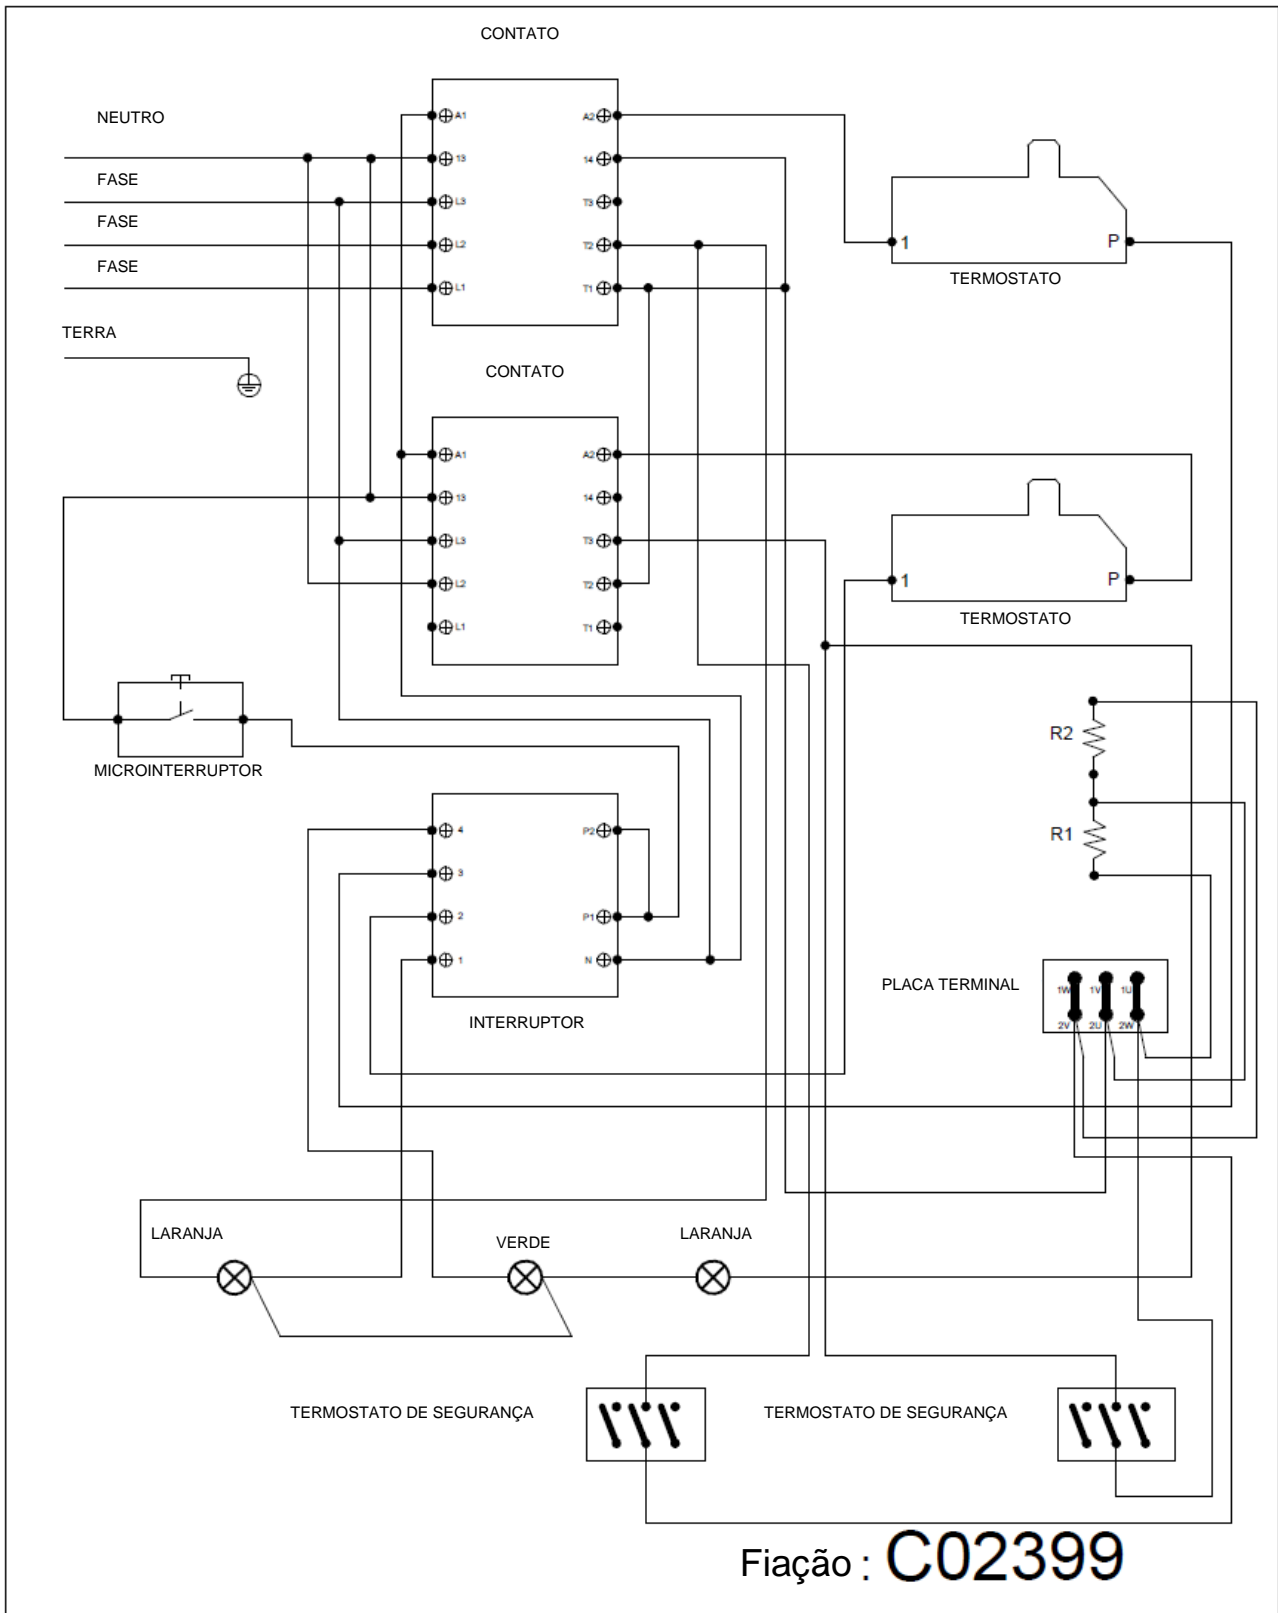 CONTATO
NEUTRO
A1 A2
13 14
FASE
L3 T3
FASE
L2 T2
1 P
FASE
L1 T1
TERMOSTATO
TERRA
CONTATO
A1 A2
13 14
L3 T3
L2 T2
1 P
TERMOSTATO
L1 T1
R2
MICROINTERRUPTOR
4 P2
R1
3
2 P1
1 N
PLACA TERMINAL
1W 1V 1U
2V 2U 2W
INTERRUPTOR
LARANJA
VERDE
LARANJA
TERMOSTATO DE SEGURANÇA
TERMOSTATO DE SEGURANÇA
Fiação : C02399